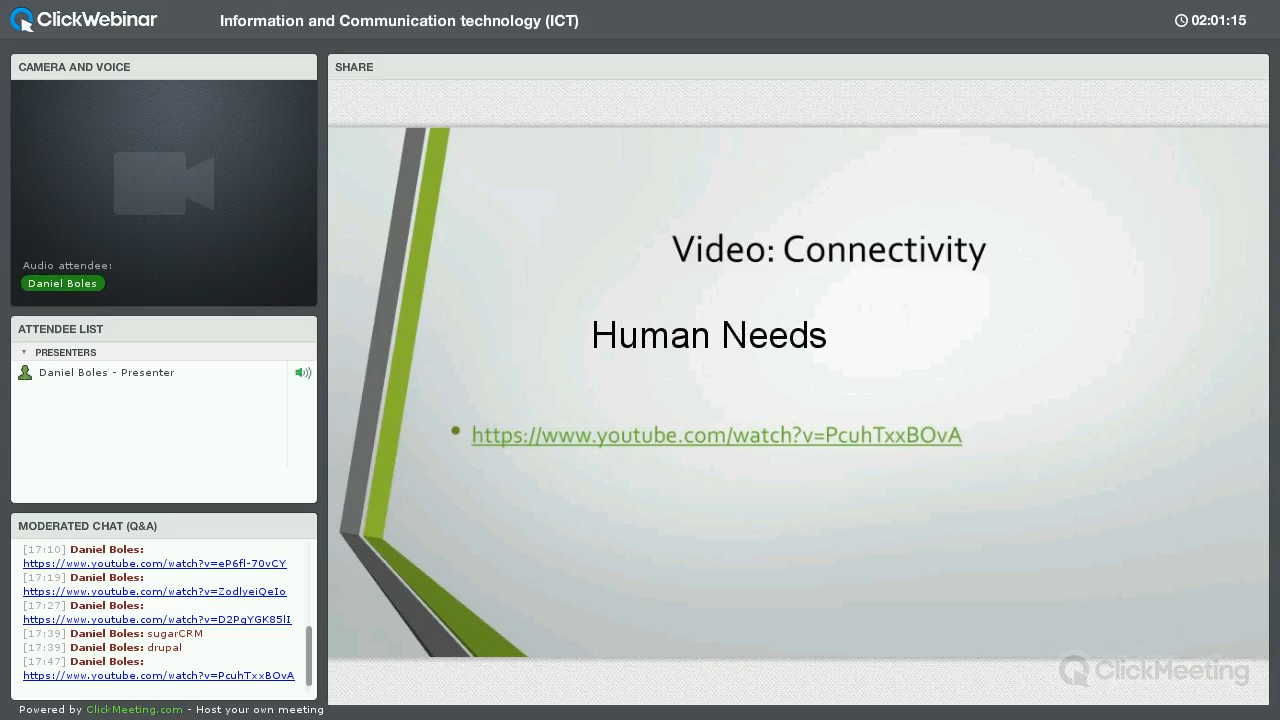 ClickWebinar
Information and Communication technology (ICT)
02:01:15
CAMERA AND VOICE
Audio attendee:
Daniel Boles
ATTENDEE LIST
PRESENTERS
Daniel Boles - Presenter
MODERATED CHAT (Q&A)
[17:10] Daniel Boles:
https://www.youtube.com/watch?v=eP6fl-70vCY
[17:19] Daniel Boles:
https://www.youtube.com/watch?v=ZodlyeiQeIo
[17:27] Daniel Boles:
https://www.youtube.com/watch?v=D2PqYGK85lI
[17:39] Daniel Boles: sugarCRM
[17:39] Daniel Boles: drupal
[17:47] Daniel Boles:
https://www.youtube.com/watch?v=PcuhTxxBOvA
Powered by ClickMeeting.com - Host your own meeting
SHARE
Video: Connectivity
Human Needs
• https://www.youtube.com/watch?v=PcuhTxxBOvA
ClickMeeting